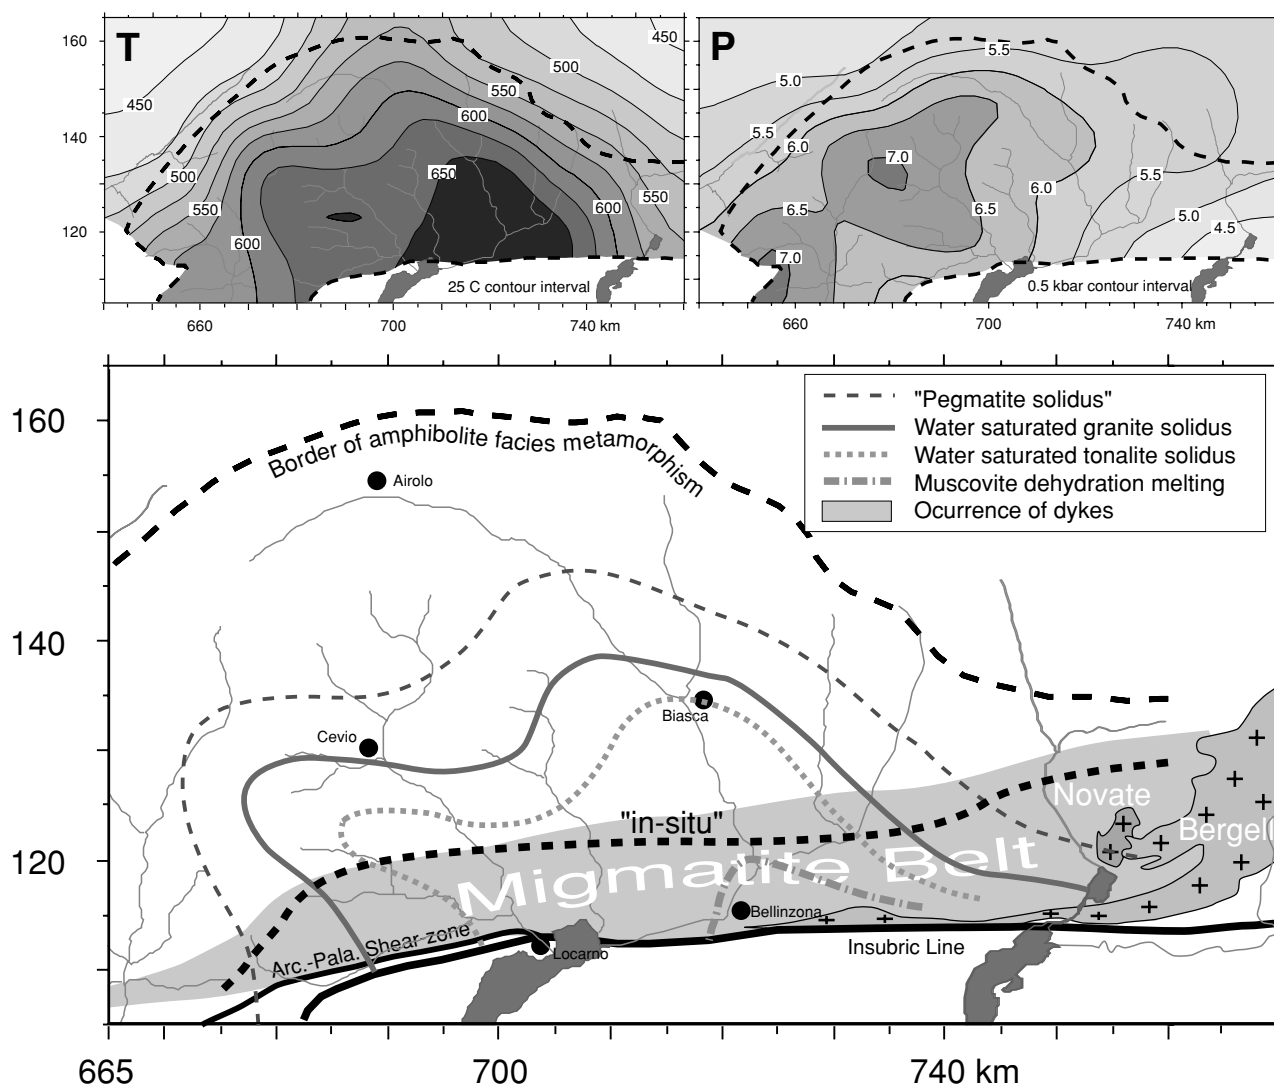 T
160
140
120
450
500
550
600
650
450
500
550
600
550
600
25 C contour interval
660
700
740 km
P
5.0
5.5
5.5
6.0
7.0
6.5
7.0
6.5
6.0
5.5
5.0
4.5
0.5 kbar contour interval
660
700
740 km
"Pegmatite solidus"
Water saturated granite solidus
Water saturated tonalite solidus
Muscovite dehydration melting
Ocurrence of dykes
160
140
120
Border of amphibolite facies metamorphism
Airolo
Cevio
Biasca
"in-situ"
Migmatite Belt
Novate
Bergell
Bellinzona
Arc.-Pala. Shear zone
Locarno
Insubric Line
665
700
740 km